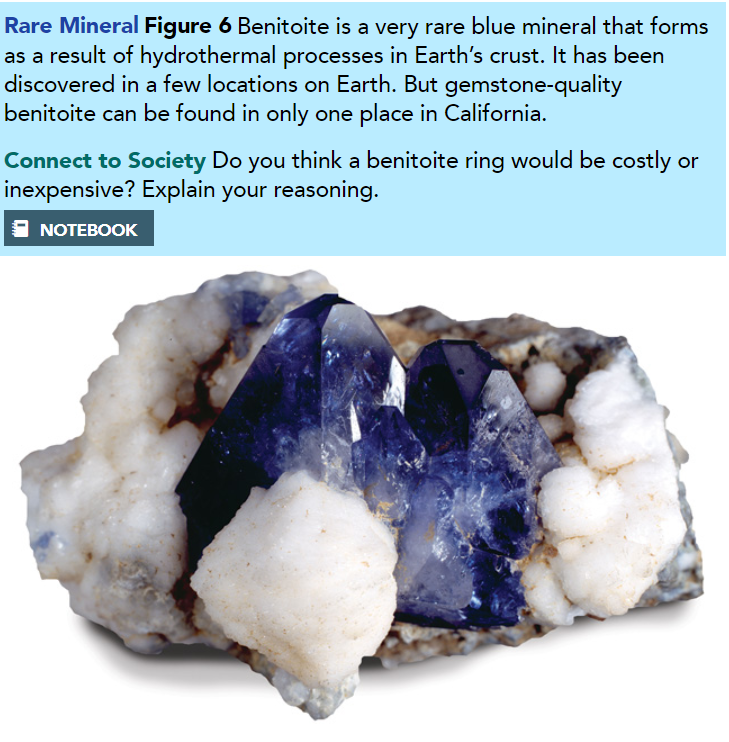 Rare Mineral Figure 6 Benitoite is a very rare blue mineral that forms
as a result of hydrothermal processes in Earth’s crust. It has been
discovered in a few locations on Earth. But gemstone-quality
benitoite can be found in only one place in California.
Connect to Society Do you think a benitoite ring would be costly or
inexpensive? Explain your reasoning.
NOTEBOOK